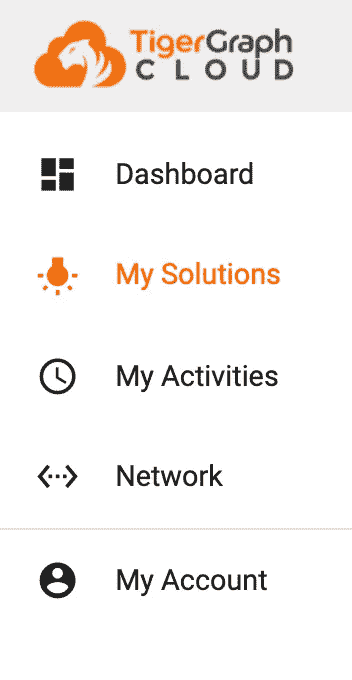 TigerGraph
CLOUD
Dashboard
My Solutions
My Activities
Network
My Account